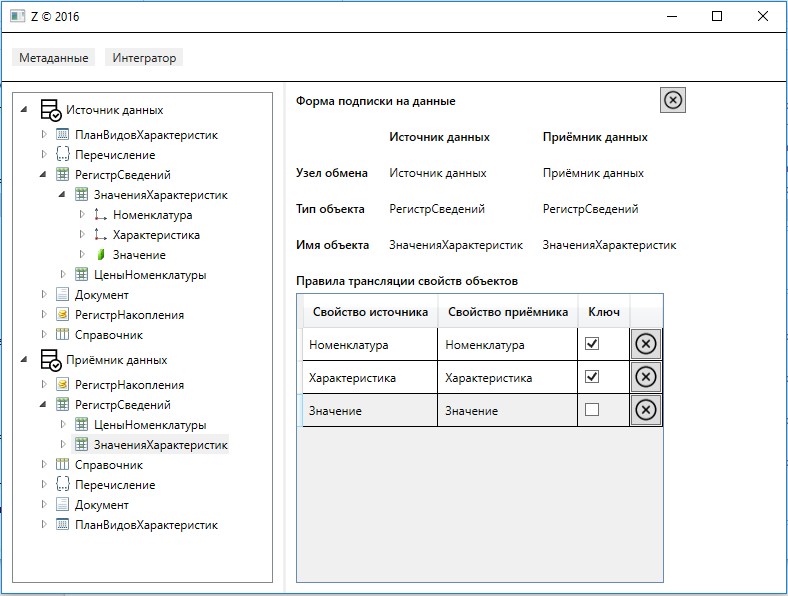 Z © 2016
Метаданные Интегратор
Источник данных
ПланВидовХарактеристик
Перечисление
РегистрСведений
ЗначенияХарактеристик
Номенклатура
Характеристика
Значение
ЦеныНоменклатуры
Документ
РегистрНакопления
Справочник
Приёмник данных
РегистрНакопления
РегистрСведений
ЦеныНоменклатуры
ЗначенияХарактеристик
Справочник
Перечисление
Документ
ПланВидовХарактеристик
Форма подписки на данные
Источник данных Приёмник данных
Узел обмена Источник данных Приёмник данных
Тип объекта РегистрСведений РегистрСведений
Имя объекта ЗначенияХарактеристик ЗначенияХарактеристик
Правила трансляции свойств объектов
Свойство источника Свойство приёмника Ключ
Номенклатура Номенклатура
Характеристика Характеристика
Значение Значение